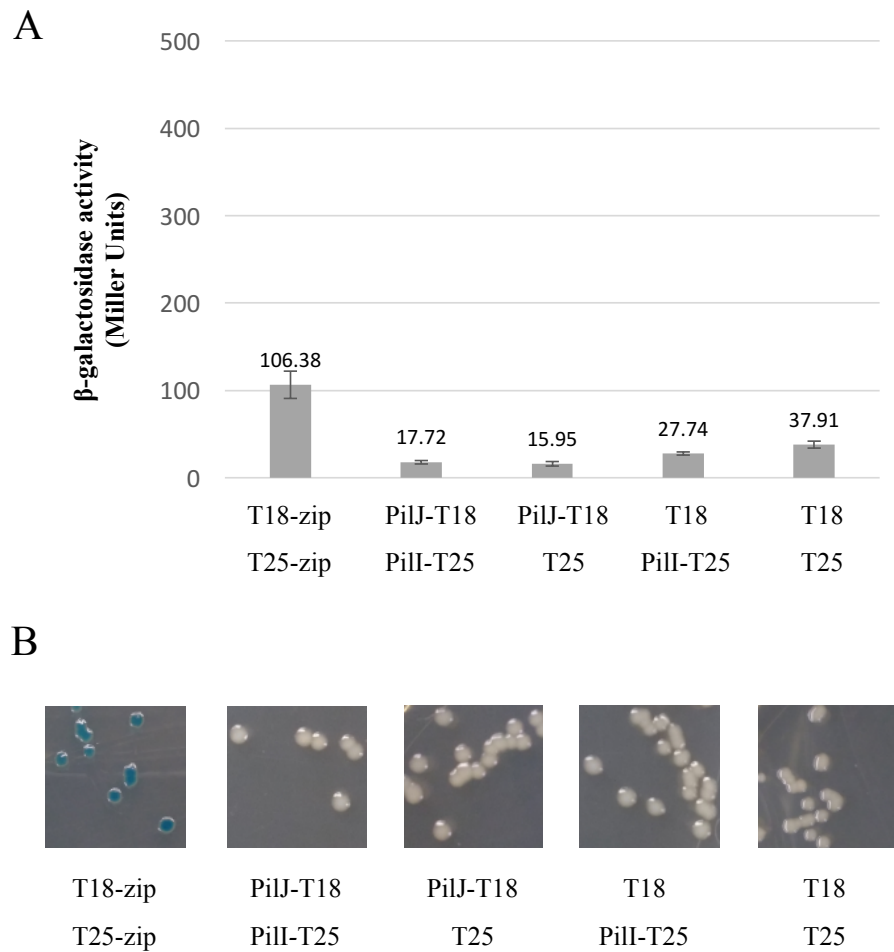 A
500
400
300
200
100
0
β-galactosidase activity
(Miller Units)
106.38
17.72
15.95
27.74
37.91
T18-zip PilJ-T18 PilJ-T18 T18 T18
T25-zip PilI-T25 T25 PilI-T25 T25
B
T18-zip PilJ-T18 PilJ-T18 T18 T18
T25-zip PilI-T25 T25 PilI-T25 T25